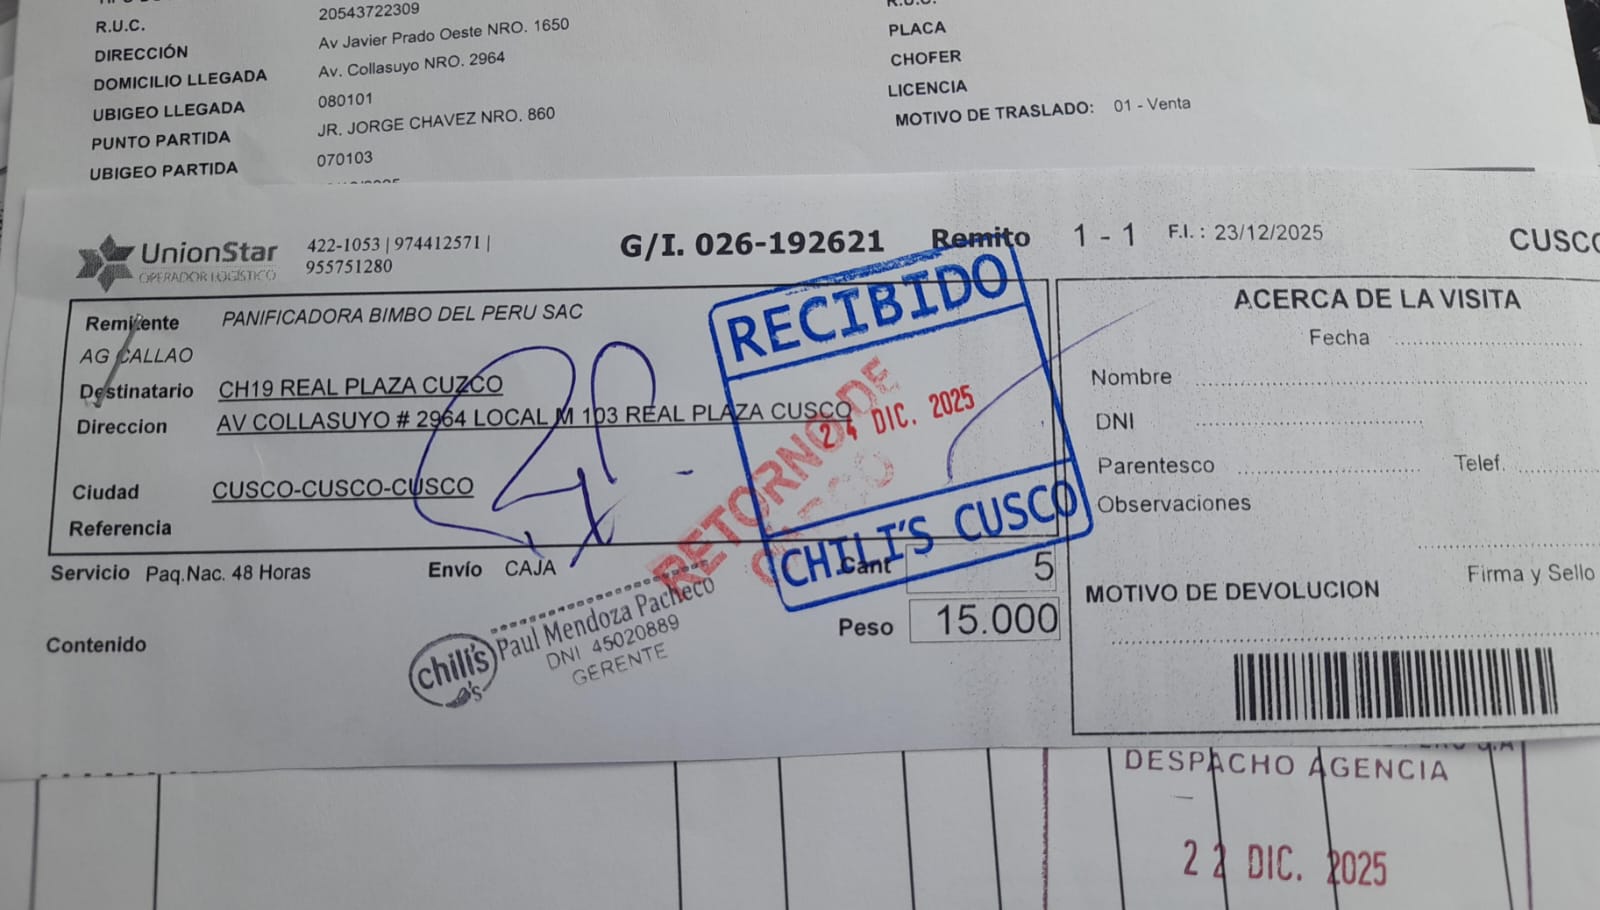 R.U.C. 20543722309
DIRECCIÓN Av Javier Prado Oeste NRO. 1650
DOMICILIO LLEGADA Av. Collasuyo NRO. 2964
UBIGEO LLEGADA 080101
PUNTO PARTIDA JR. JORGE CHAVEZ NRO. 860
UBIGEO PARTIDA 070103
R.U.C.
PLACA
CHOFER
LICENCIA
MOTIVO DE TRASLADO: 01 - Venta
UnionStar
OPERADOR LOGÍSTICO
422-1053 | 974412571 |
955751280
G/I. 026-192621 Remito 1 - 1 F.I. : 23/12/2025 CUSCO
Remitente PANIFICADORA BIMBO DEL PERU SAC
AG CALLAO
Destinatario CH19 REAL PLAZA CUZCO
Direccion AV COLLASUYO # 2964 LOCAL M 103 REAL PLAZA CUSCO
Ciudad CUSCO-CUSCO-CUSCO
Referencia
Servicio Paq.Nac. 48 Horas Envío CAJA Cant 5
Peso 15.000
Contenido
RECIBIDO
24 DIC. 2025
CHILI'S CUSCO
RETORNO DE
CARGO
chili's
Paul Mendoza Pacheco
DNI 45020889
GERENTE
ACERCA DE LA VISITA
Fecha
Nombre
DNI
Parentesco Telef.
Observaciones
Firma y Sello
MOTIVO DE DEVOLUCION
DESPACHO AGENCIA
22 DIC. 2025